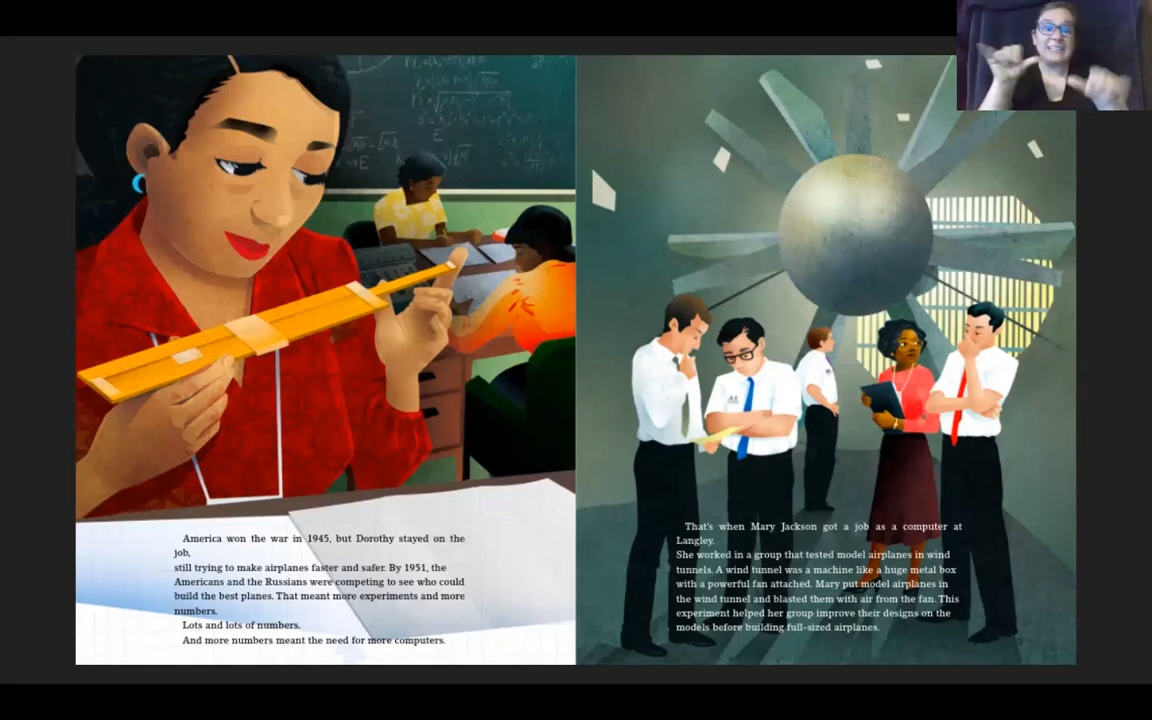 America won the war in 1945, but Dorothy stayed on the
job,
still trying to make airplanes faster and safer. By 1951, the
Americans and the Russians were competing to see who could
build the best planes. That meant more experiments and more
numbers.
Lots and lots of numbers.
And more numbers meant the need for more computers.
That's when Mary Jackson got a job as a computer at
Langley.
She worked in a group that tested model airplanes in wind
tunnels. A wind tunnel was a machine like a huge metal box
with a powerful fan attached. Mary put model airplanes in
the wind tunnel and blasted them with air from the fan. This
experiment helped her group improve their designs on the
models before building full-sized airplanes.